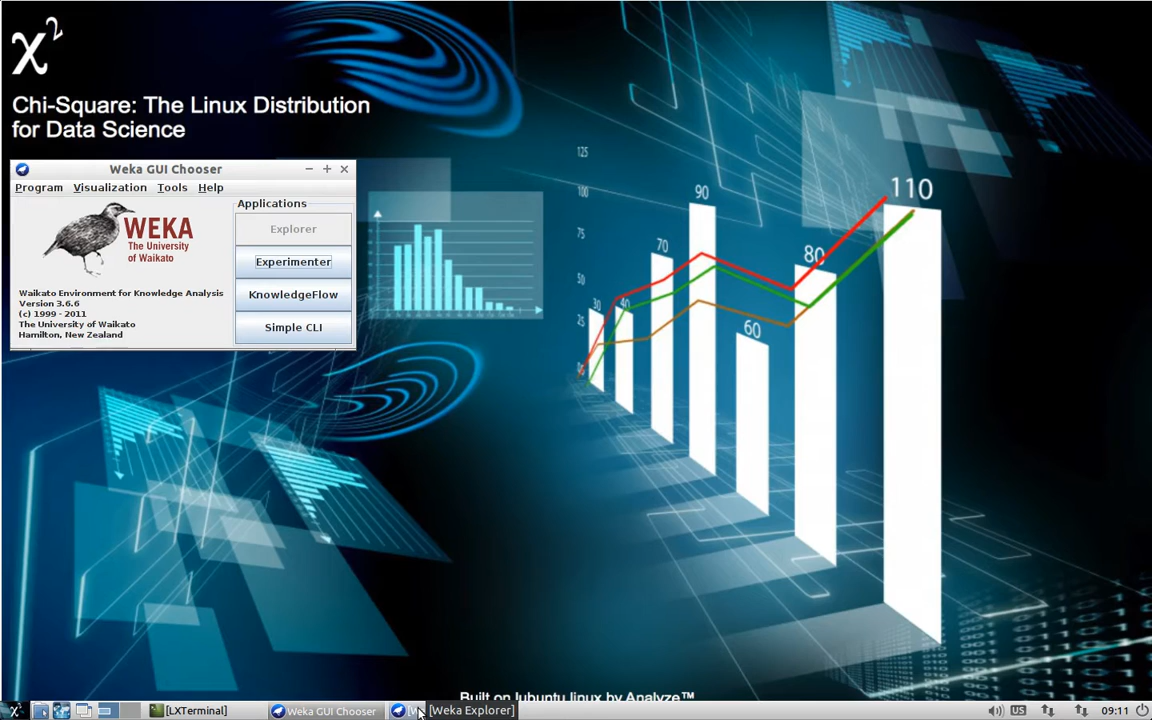 χ²
Chi-Square: The Linux Distribution
for Data Science
Weka GUI Chooser
Program Visualization Tools Help
Applications
WEKA
The University
of Waikato
Explorer
Experimenter
KnowledgeFlow
Simple CLI
Waikato Environment for Knowledge Analysis
Version 3.6.6
(c) 1999 - 2011
The University of Waikato
Hamilton, New Zealand
125
100
75
50
25
30
40
70
90
60
80
110
Built on lubuntu linux by Analyze™
[LXTerminal]
Weka GUI Chooser
[Weka Explorer]
US
09:11